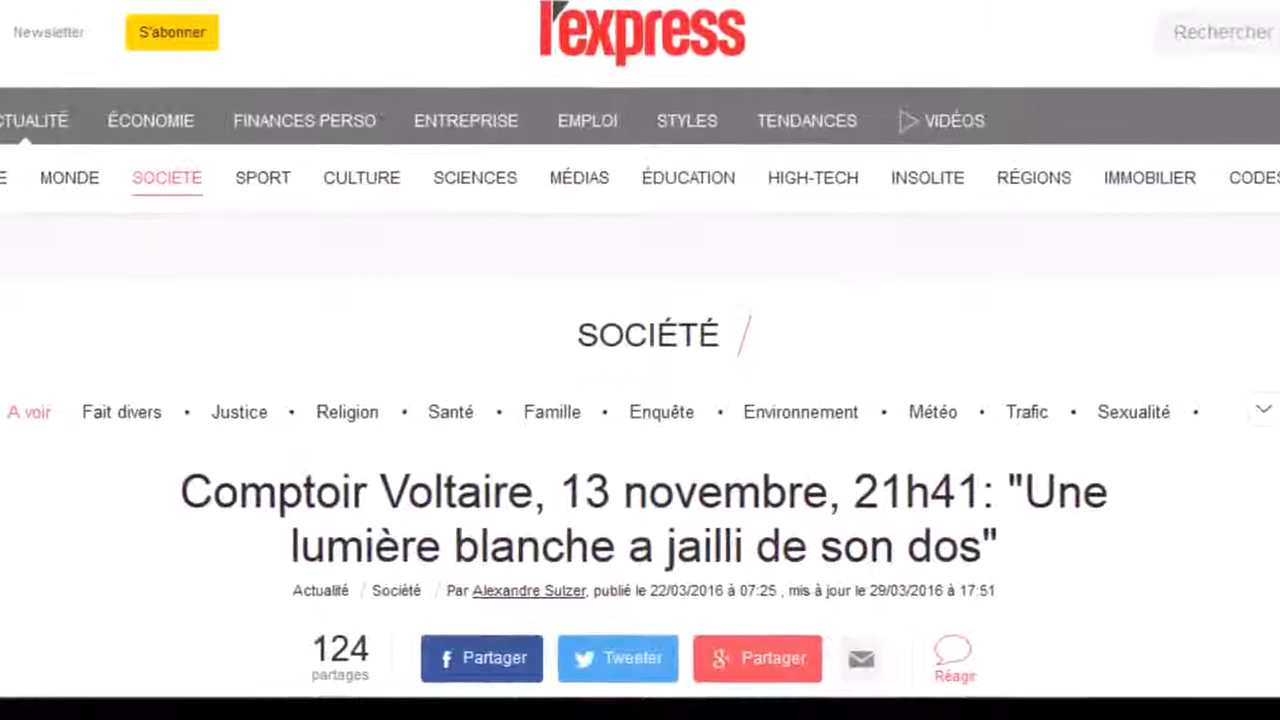 Newsletter
S'abonner
l'express
Rechercher
CTUALITÉ ÉCONOMIE FINANCES PERSO ENTREPRISE EMPLOI STYLES TENDANCES VIDÉOS
E MONDE SOCIÉTÉ SPORT CULTURE SCIENCES MÉDIAS ÉDUCATION HIGH-TECH INSOLITE RÉGIONS IMMOBILIER CODES
SOCIÉTÉ /
A voir Fait divers • Justice • Religion • Santé • Famille • Enquête • Environnement • Météo • Trafic • Sexualité •
Comptoir Voltaire, 13 novembre, 21h41: "Une
lumière blanche a jailli de son dos"
Actualité / Société / Par Alexandre Sulzer, publié le 22/03/2016 à 07:25 , mis à jour le 29/03/2016 à 17:51
124
partages
f Partager
Tweeter
g+ Partager
Réagir